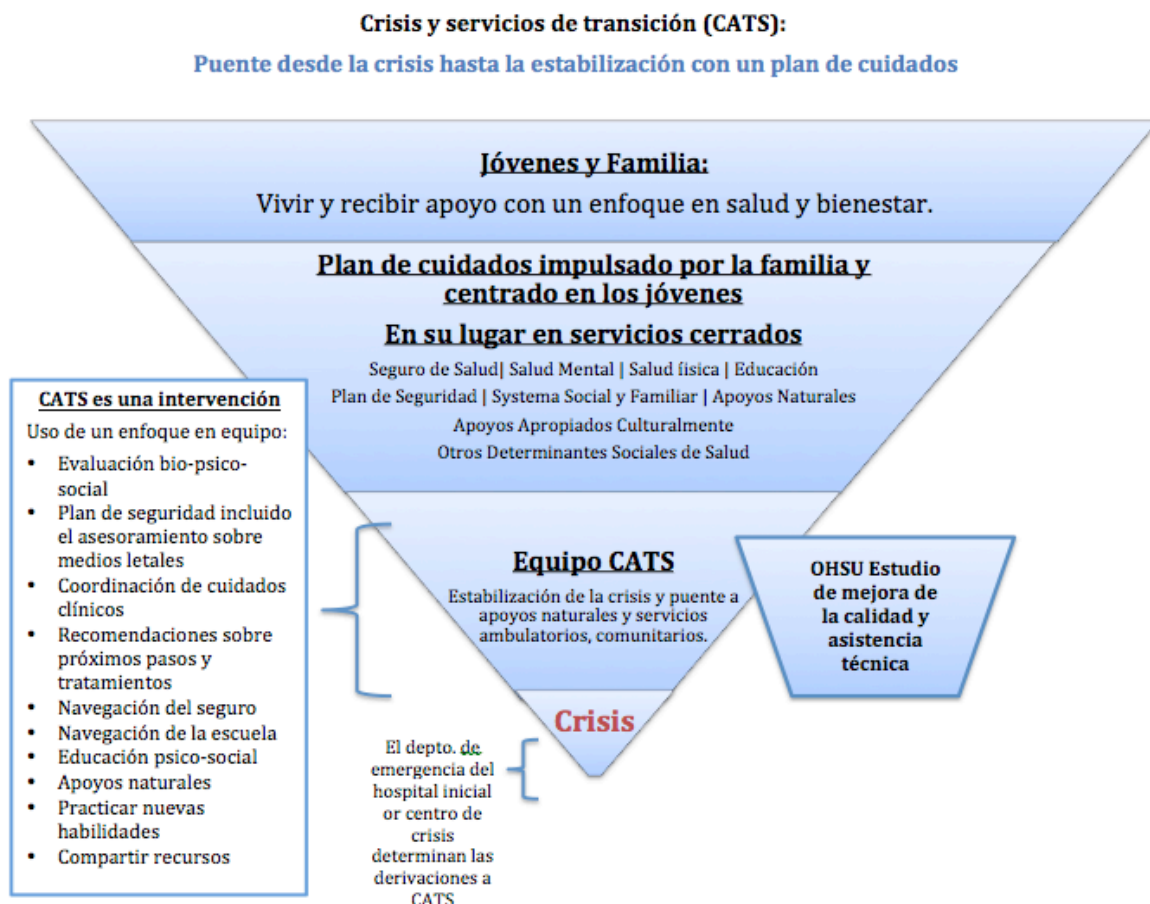 Crisis y servicios de transición (CATS):
Puente desde la crisis hasta la estabilización con un plan de cuidados
Jóvenes y Familia:
Vivir y recibir apoyo con un enfoque en salud y bienestar.
Plan de cuidados impulsado por la familia y
centrado en los jóvenes
En su lugar en servicios cerrados
Seguro de Salud| Salud Mental | Salud íisica | Educación
Plan de Seguridad | Systema Social y Familiar | Apoyos Naturales
Apoyos Apropiados Culturalmente
Otros Determinantes Sociales de Salud
CATS es una intervención
Uso de un enfoque en equipo:
• Evaluación bio-psico-
social
• Plan de seguridad incluido
el asesoramiento sobre
medios letales
• Coordinación de cuidados
clínicos
• Recomendaciones sobre
próximos pasos y
tratamientos
• Navegación del seguro
• Navegación de la escuela
• Educación psico-social
• Apoyos naturales
• Practicar nuevas
habilidades
• Compartir recursos
Equipo CATS
Estabilización de la crisis y puente a
apoyos naturales y servicios
ambulatorios, comunitarios.
OHSU Estudio
de mejora de
la calidad y
asistencia
técnica
Crisis
El depto. de
emergencia del
hospital inicial
or centro de
crisis
determinan las
derivaciones a
CATS